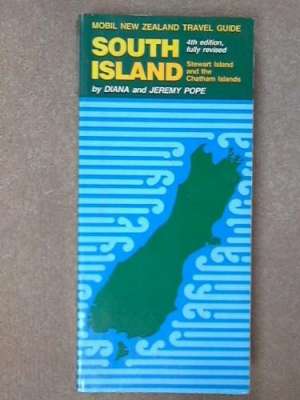 MOBIL NEW ZEALAND TRAVEL GUIDE
SOUTH
ISLAND
4th edition,
fully revised
Stewart Island
and the
Chatham Islands
by DIANA and JEREMY POPE